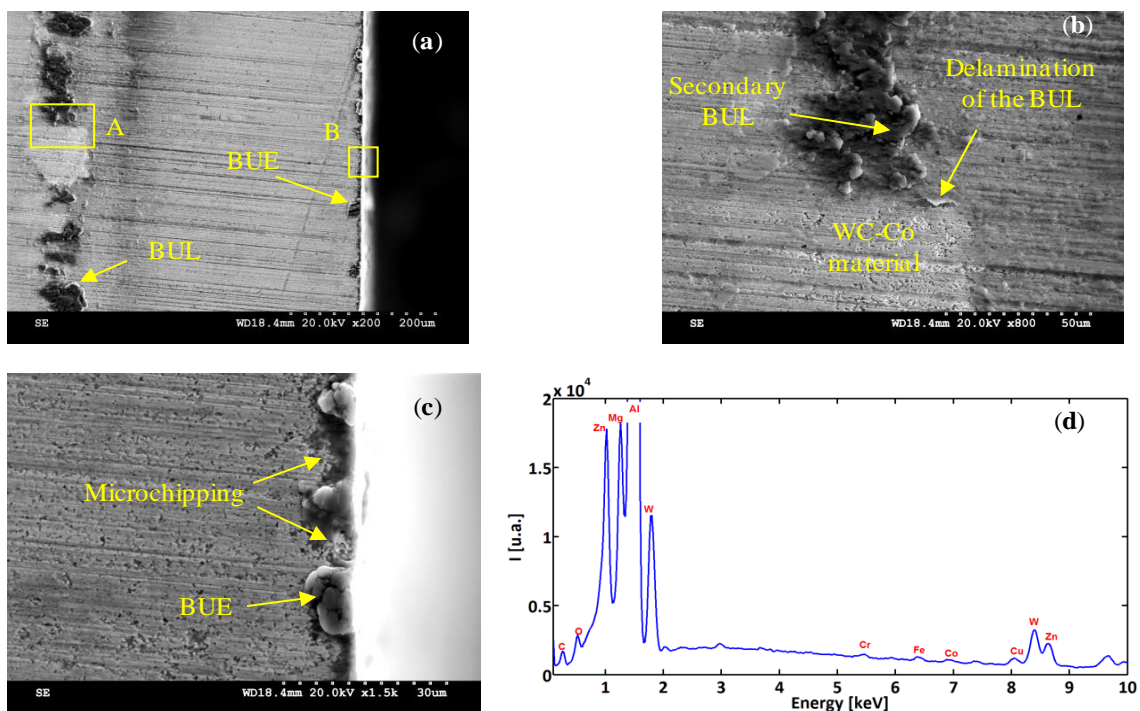 (a)
A
B
BUE
BUL
SE
WD18.4mm 20.0kV x200 200um
(b)
Secondary
BUL
Delamination
of the BUL
WC-Co
material
SE
WD18.4mm 20.0kV x800 50um
(c)
Microchipping
BUE
SE
WD18.4mm 20.0kV x1.5k 30um
x 10⁴
(d)
2
1.5
1
0.5
0
I [u.a.]
C
O
Zn
Mg
Al
W
Cr
Fe
Co
Cu
W
Zn
1 2 3 4 5 6 7 8 9 10
Energy [keV]